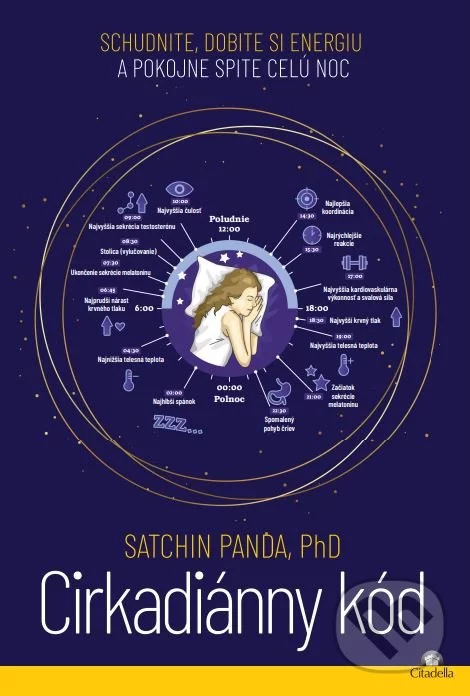 SCHUDNITE, DOBITE SI ENERGIU
A POKOJNE SPITE CELÚ NOC
Poludnie
12:00
10:00
Najvyššia čulosť
09:00
Najvyššia sekrécia testosterónu
08:30
Stolica (vylučovanie)
07:30
Ukončenie sekrécie melatonínu
06:45
Najprudší nárast
krvného tlaku
6:00
04:30
Najnižšia telesná teplota
02:00
Najhlbší spánok
ZZZ...
00:00
Polnoc
14:30
Najlepšia
koordinácia
15:30
Najrýchlejšie
reakcie
17:00
Najvyššia kardiovaskulárna
výkonnosť a svalová sila
18:00
18:30 Najvyšší krvný tlak
19:00
Najvyššia telesná teplota
21:00
Začiatok
sekrécie
melatonínu
22:30
Spomalený
pohyb čriev
SATCHIN PANDA, PhD
Cirkadiánny kód
m
Citadella